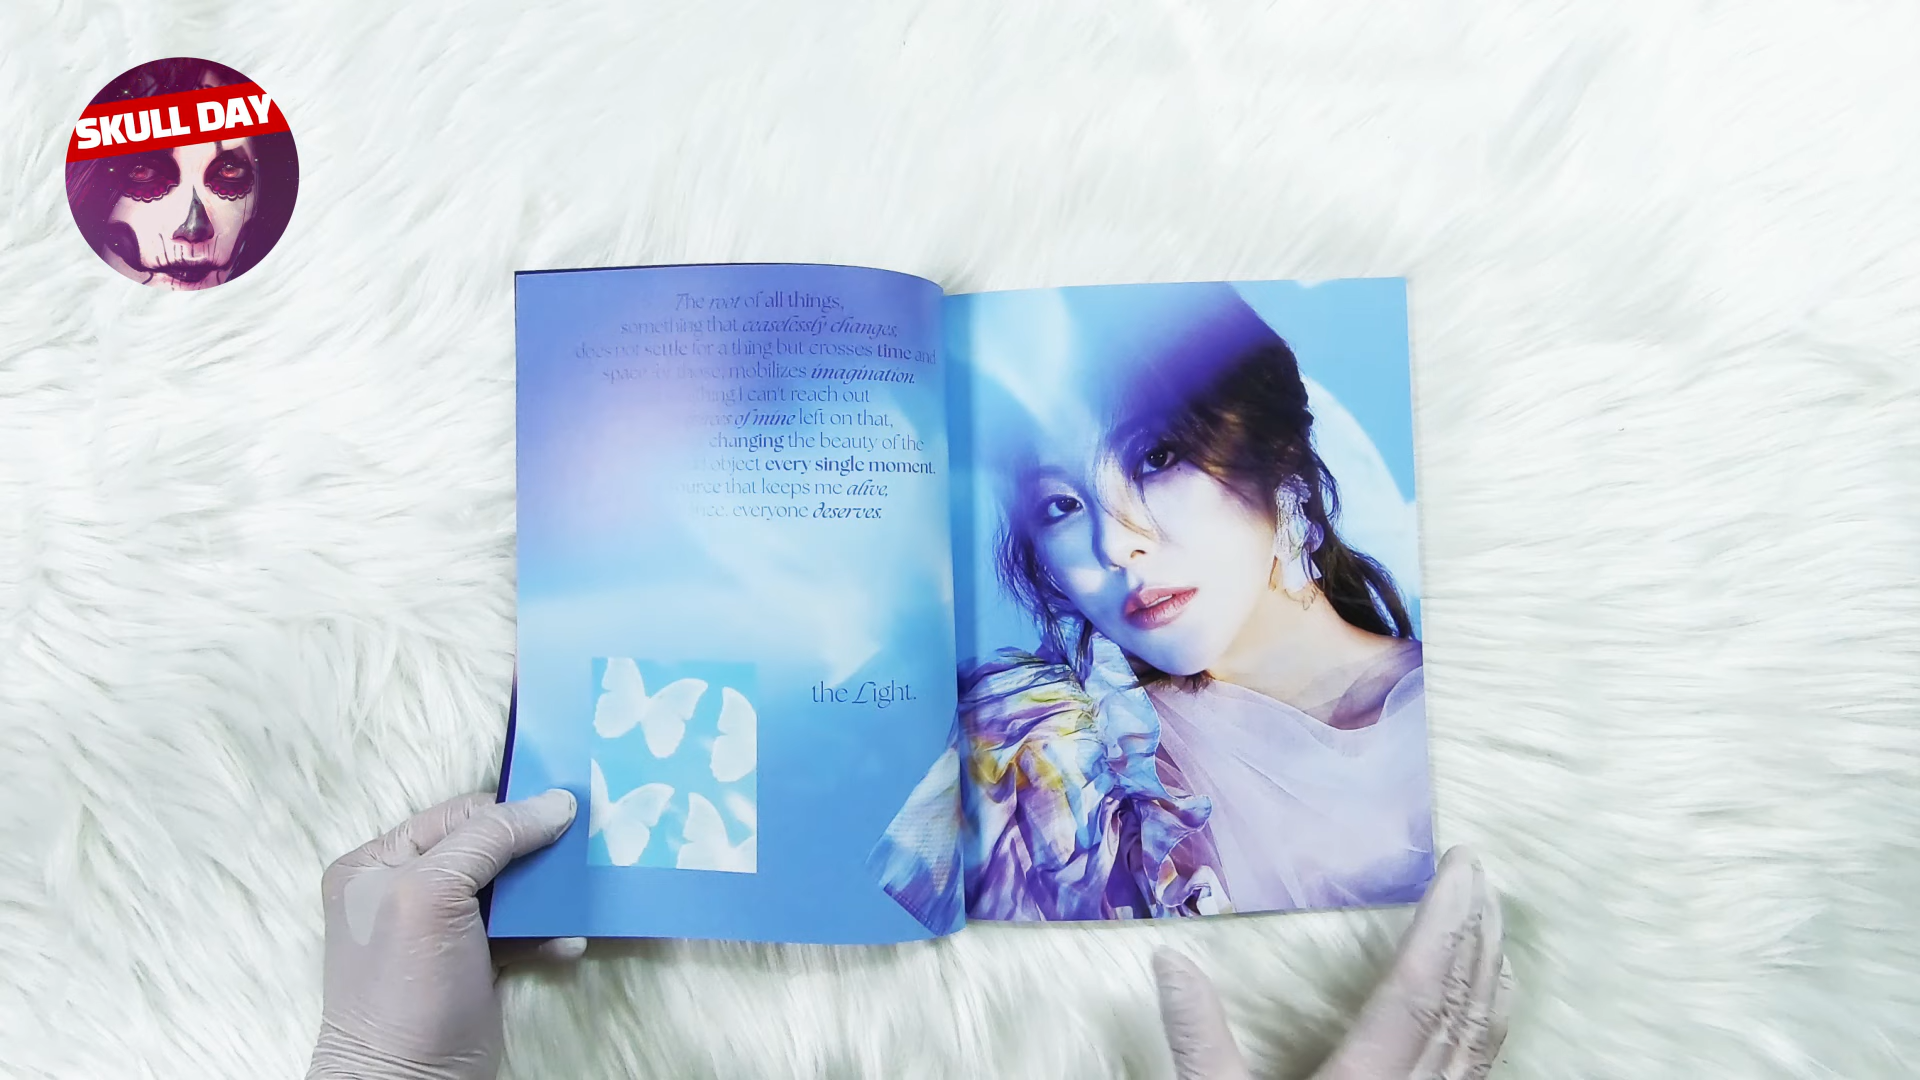 SKULL DAY
The root of all things,
something that ceaselessly changes,
does not settle for a thing but crosses time and
space for those, mobilizes imagination.
I can't reach out
of mine left on that,
changing the beauty of the
object every single moment.
that keeps me alive,
everyone deserves.
the Light.